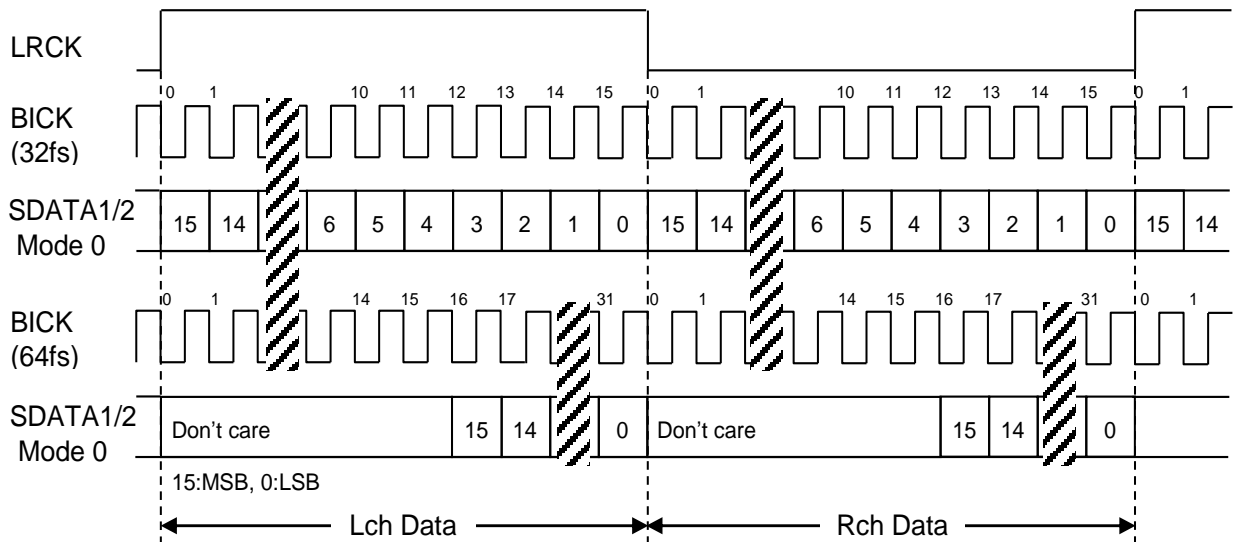 LRCK
0 1 10 11 12 13 14 15 0 1 10 11 12 13 14 15 0 1
BICK
(32fs)
SDATA1/2
Mode 0
15 14 6 5 4 3 2 1 0 15 14 6 5 4 3 2 1 0 15 14
0 1 14 15 16 17 31 0 1 14 15 16 17 31 0 1
BICK
(64fs)
SDATA1/2
Mode 0
Don't care 15 14 0 Don't care 15 14 0
15:MSB, 0:LSB
Lch Data Rch Data